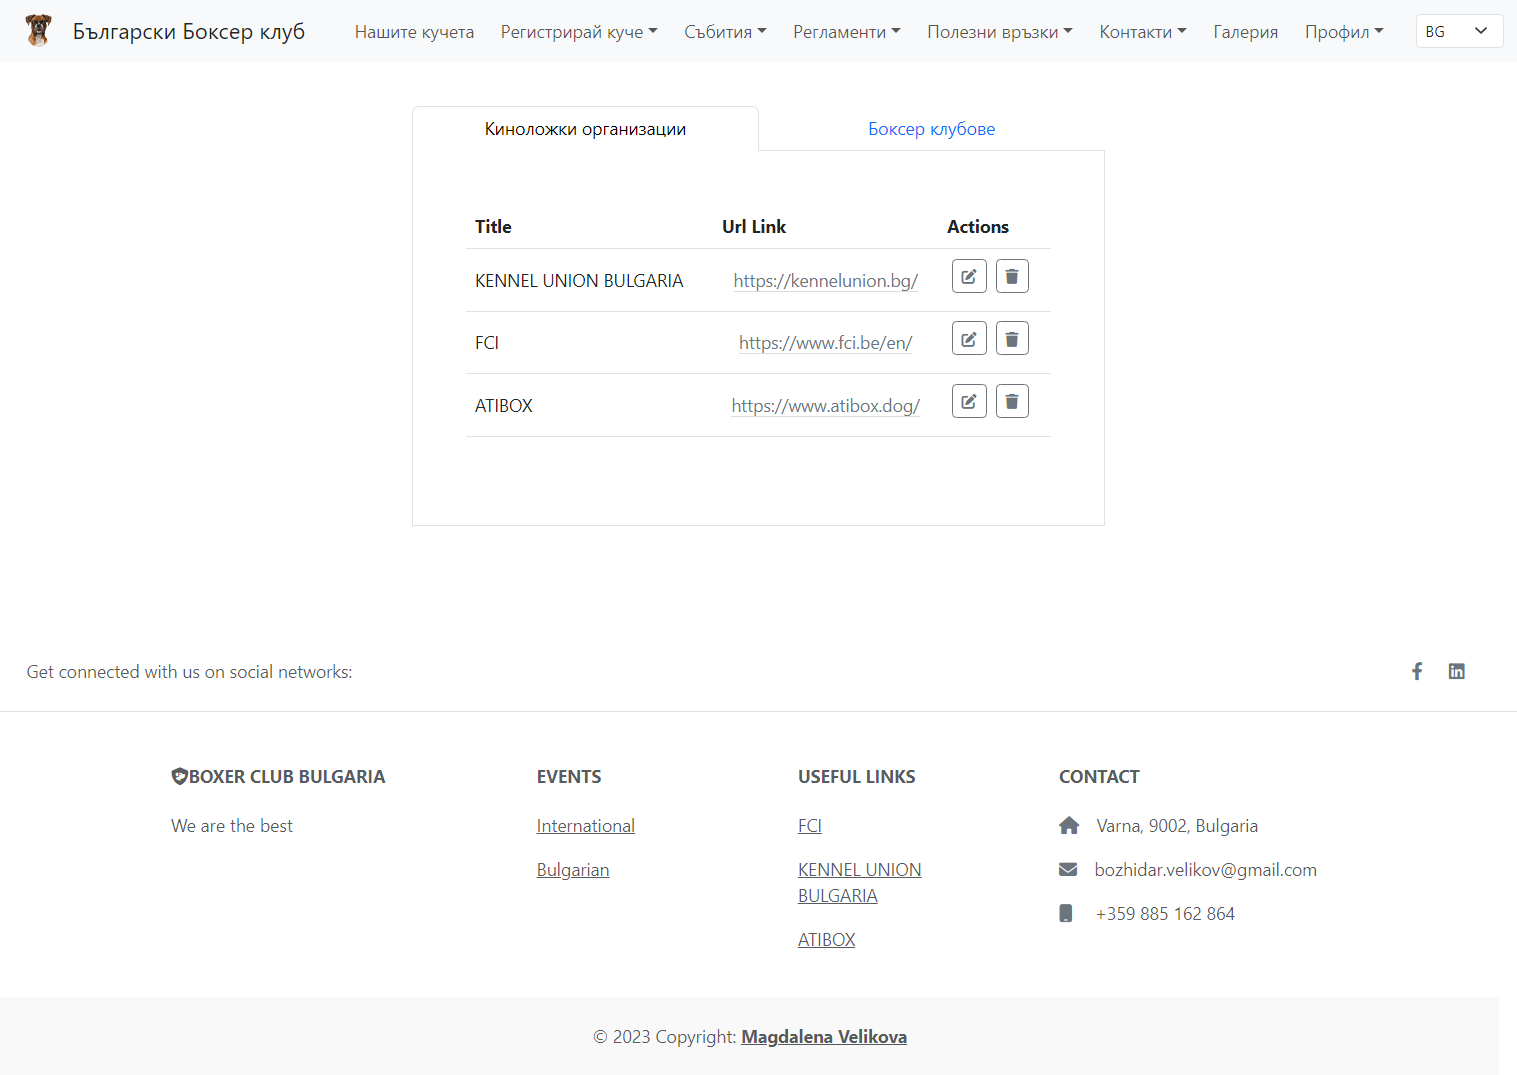 Български Боксер клуб Нашите кучета Регистрирай куче Събития Регламенти Полезни връзки Контакти Галерия Профил BG
Киноложки организации Боксер клубове
Title Url Link Actions
KENNEL UNION BULGARIA https://kennelunion.bg/
FCI https://www.fci.be/en/
ATIBOX https://www.atibox.dog/
Get connected with us on social networks:
BOXER CLUB BULGARIA
We are the best
EVENTS
International
Bulgarian
USEFUL LINKS
FCI
KENNEL UNION
BULGARIA
ATIBOX
CONTACT
Varna, 9002, Bulgaria
bozhidar.velikov@gmail.com
+359 885 162 864
© 2023 Copyright: Magdalena Velikova